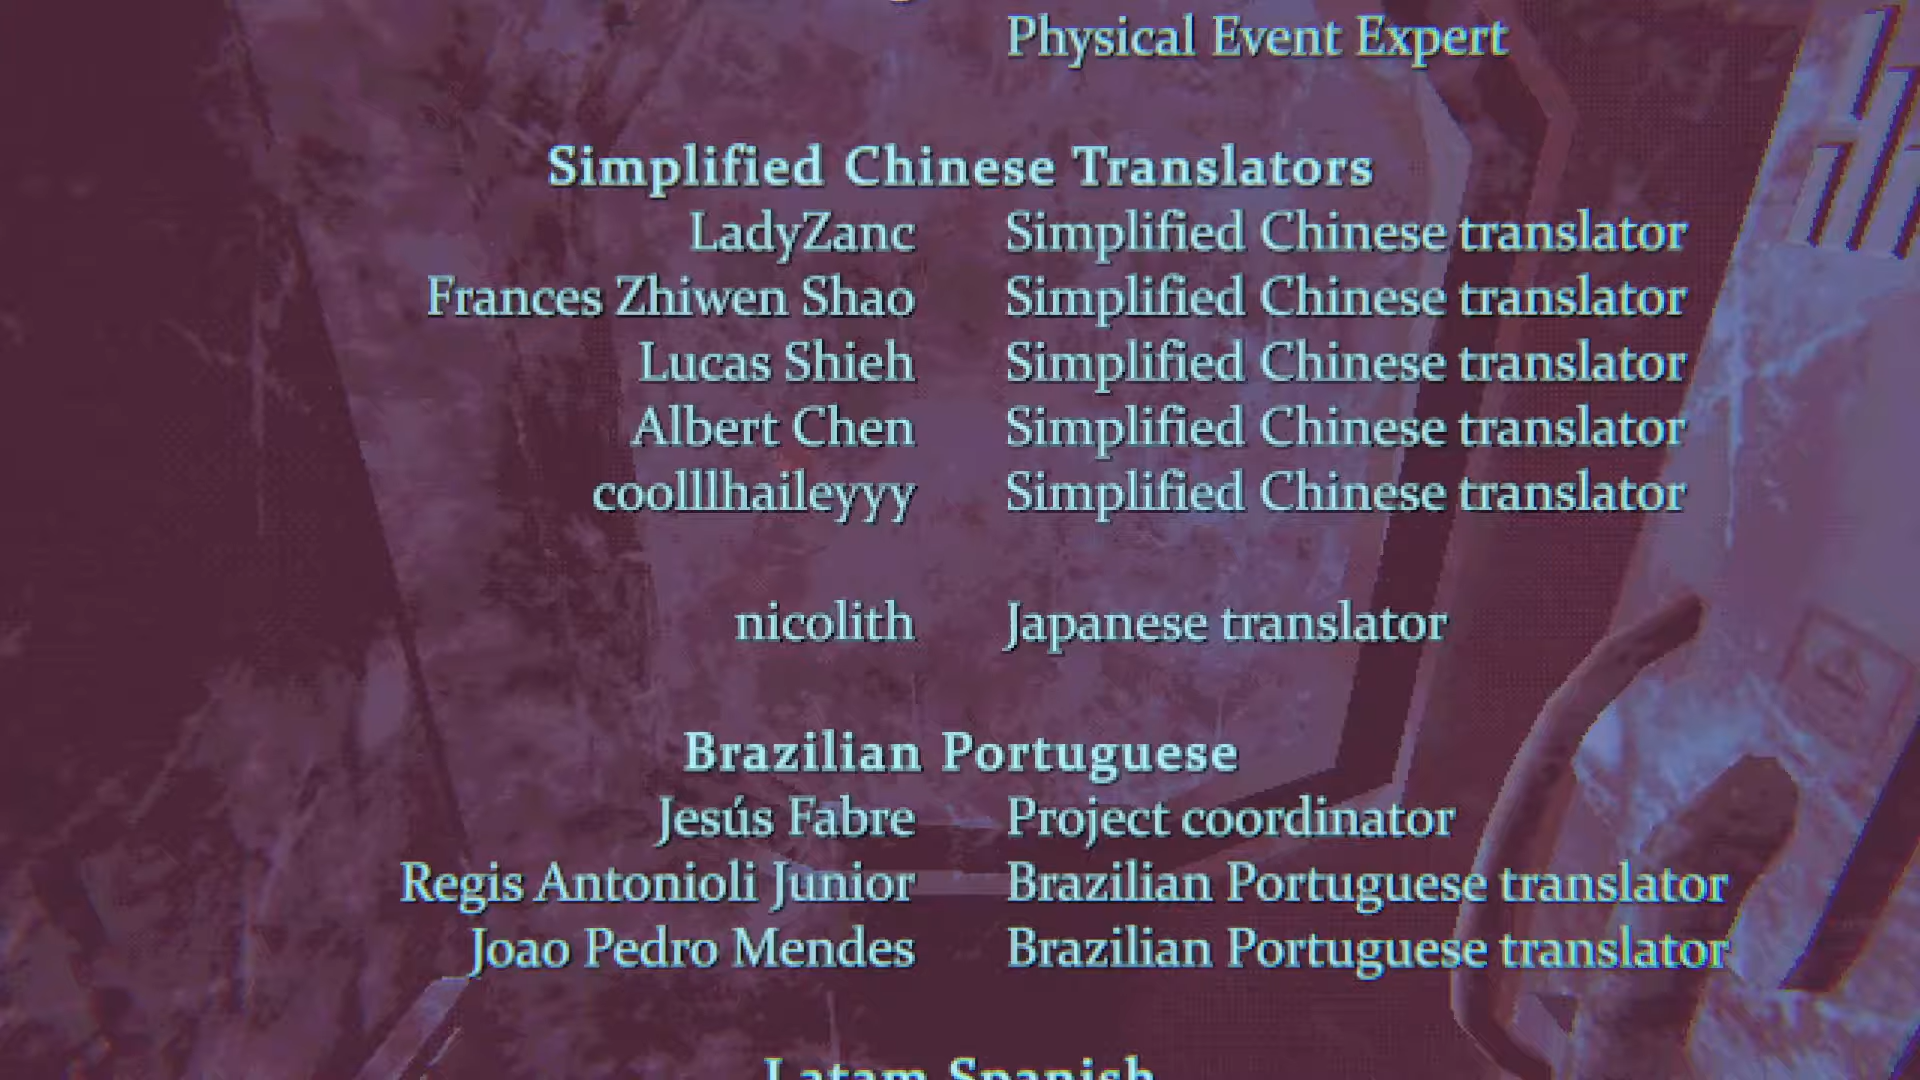 Physical Event Expert
Simplified Chinese Translators
LadyZanc Simplified Chinese translator
Frances Zhiwen Shao Simplified Chinese translator
Lucas Shieh Simplified Chinese translator
Albert Chen Simplified Chinese translator
coolllhaileyyy Simplified Chinese translator
nicolith Japanese translator
Brazilian Portuguese
Jesús Fabre Project coordinator
Regis Antonioli Junior Brazilian Portuguese translator
Joao Pedro Mendes Brazilian Portuguese translator
Latam Spanish